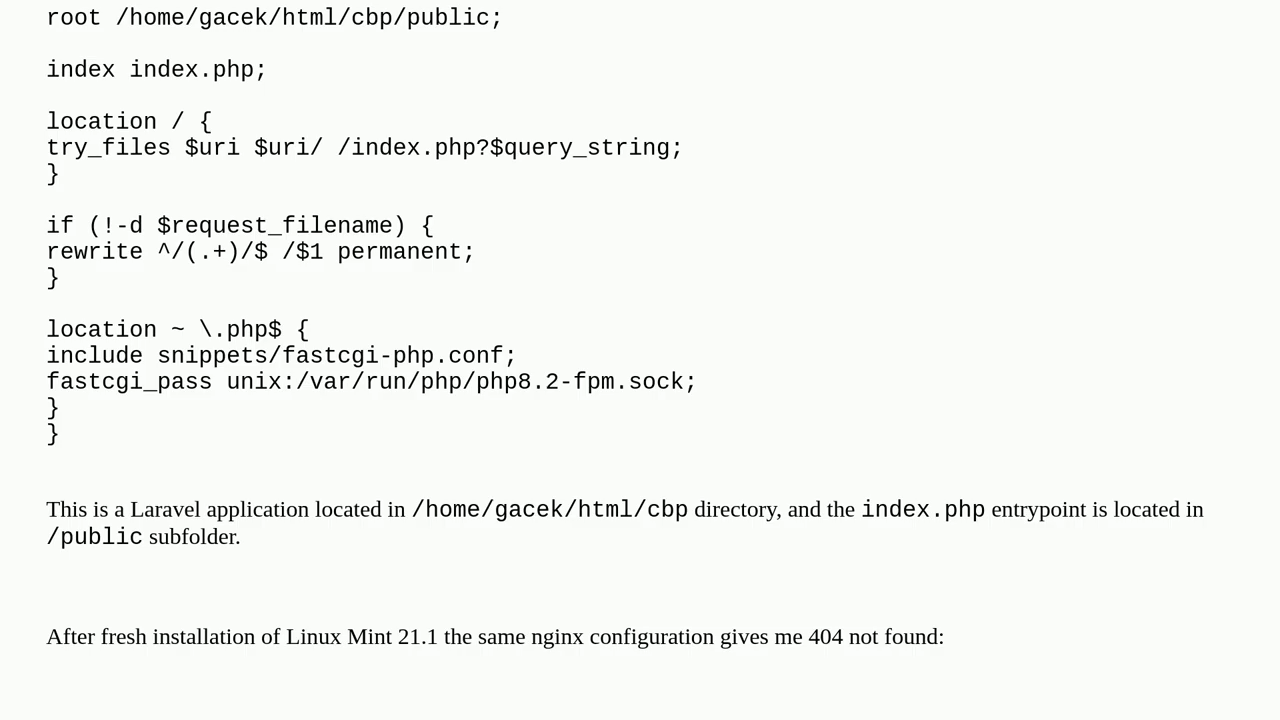 root /home/gacek/html/cbp/public;
index index.php;
location / {
try_files $uri $uri/ /index.php?$query_string;
}
if (!-d $request_filename) {
rewrite ^/(.+)/$ /$1 permanent;
}
location ~ \.php$ {
include snippets/fastcgi-php.conf;
fastcgi_pass unix:/var/run/php/php8.2-fpm.sock;
}
}
This is a Laravel application located in /home/gacek/html/cbp directory, and the index.php entrypoint is located in
/public subfolder.
After fresh installation of Linux Mint 21.1 the same nginx configuration gives me 404 not found: